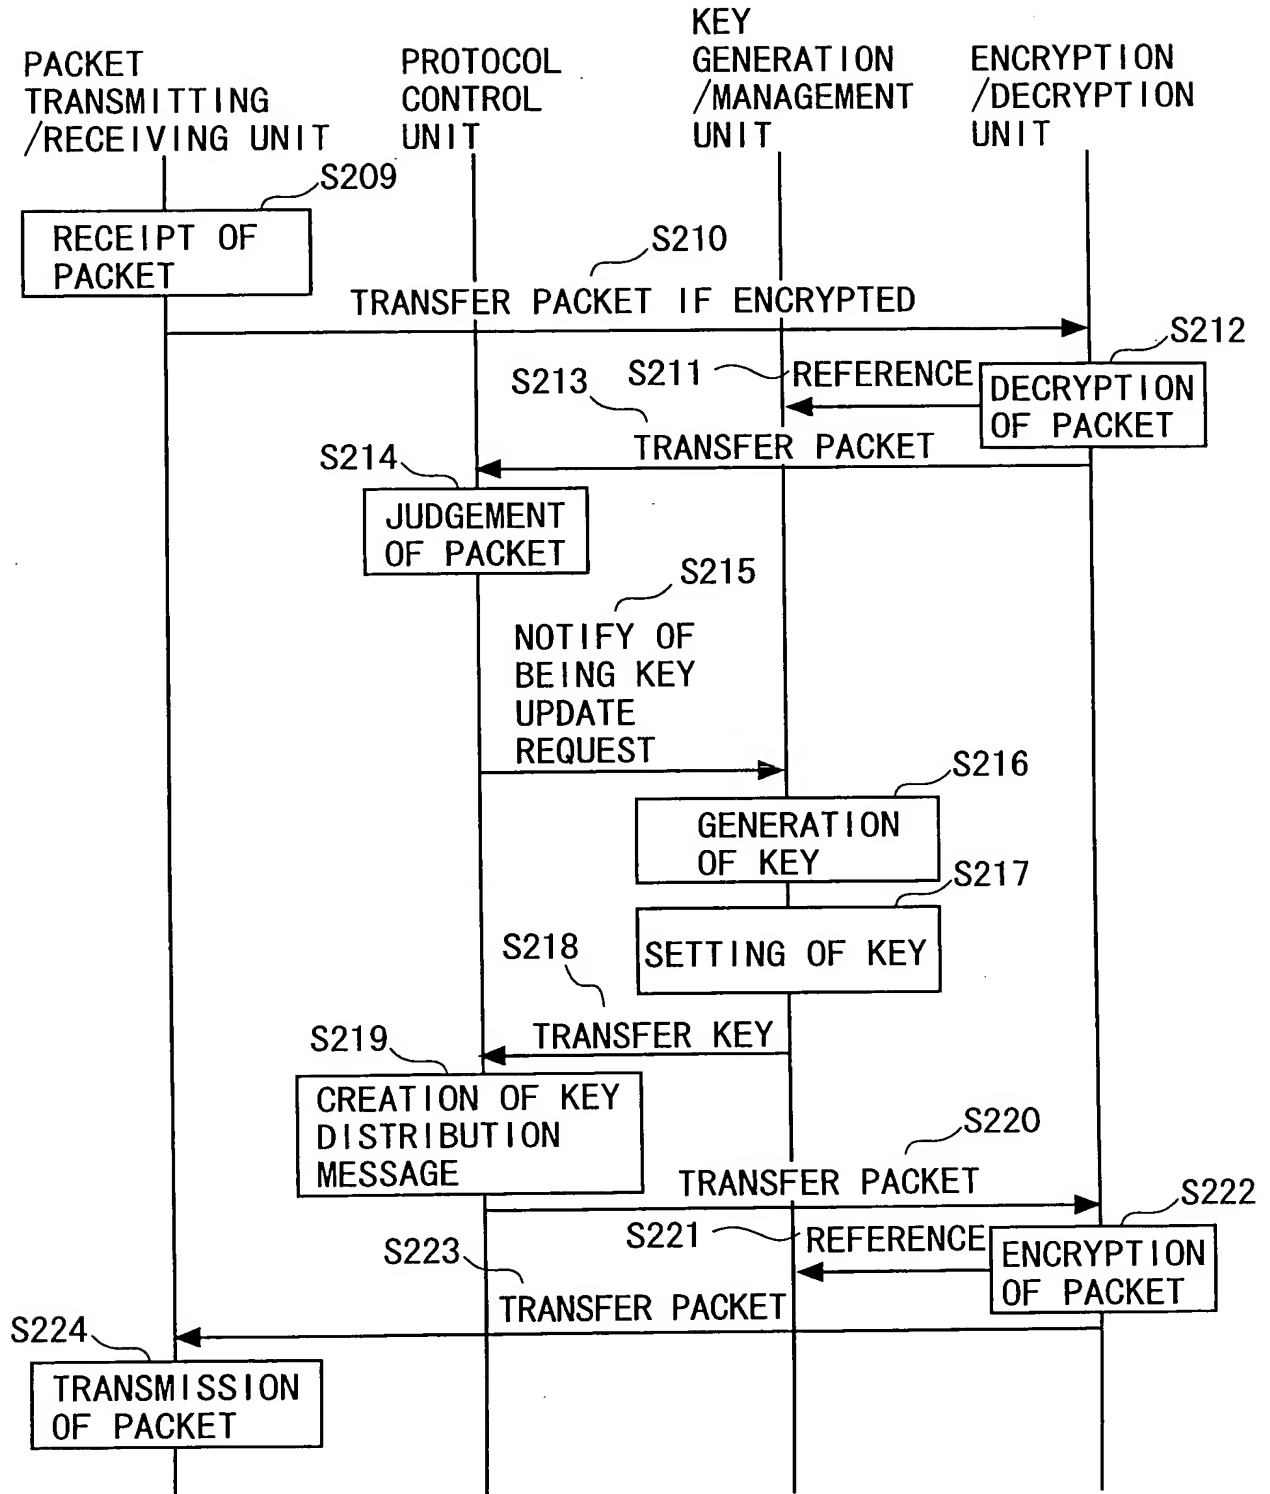 PACKET
TRANSMITTING
/RECEIVING UNIT
PROTOCOL
CONTROL
UNIT
KEY
GENERATION
/MANAGEMENT
UNIT
ENCRYPTION
/DECRYPTION
UNIT
S209
RECEIPT OF
PACKET
S210
TRANSFER PACKET IF ENCRYPTED
S212
S211
REFERENCE
DECRYPTION
OF PACKET
S213
TRANSFER PACKET
S214
JUDGEMENT
OF PACKET
S215
NOTIFY OF
BEING KEY
UPDATE
REQUEST
S216
GENERATION
OF KEY
S217
SETTING OF KEY
S218
TRANSFER KEY
S219
CREATION OF KEY
DISTRIBUTION
MESSAGE
S220
TRANSFER PACKET
S222
S221
REFERENCE
ENCRYPTION
OF PACKET
S223
TRANSFER PACKET
S224
TRANSMISSION
OF PACKET